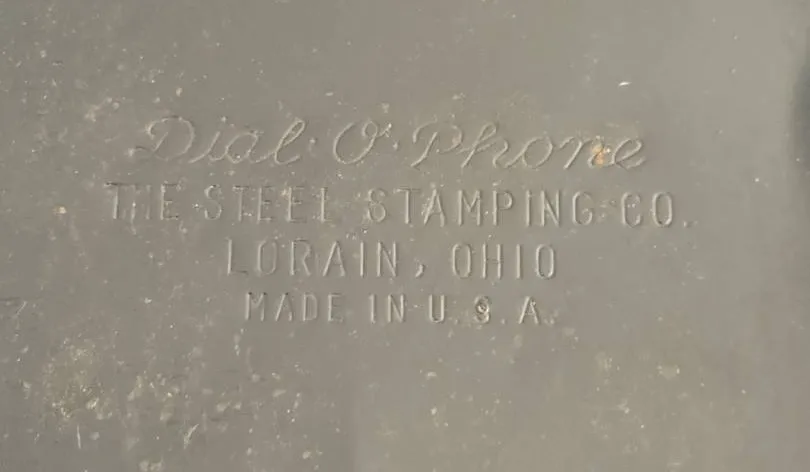 Dial·O·Phone
THE STEEL STAMPING CO.
LORAIN, OHIO
MADE IN U.S.A.